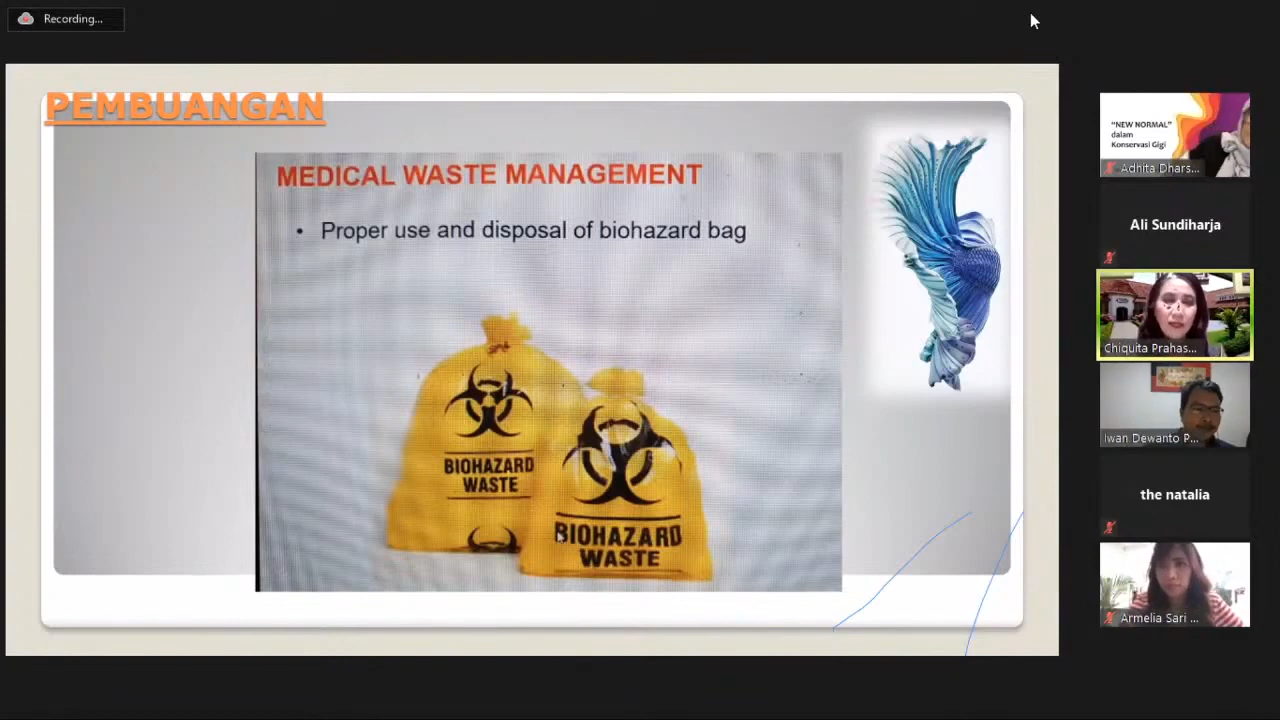 Recording...
PEMBUANGAN
MEDICAL WASTE MANAGEMENT
• Proper use and disposal of biohazard bag
BIOHAZARD
WASTE
BIOHAZARD
WASTE
"NEW NORMAL"
dalam
Konservasi Gigi
Adhita Dhars...
Ali Sundiharja
Chiquita Prahas...
Iwan Dewanto P...
the natalia
Armelia Sari ...